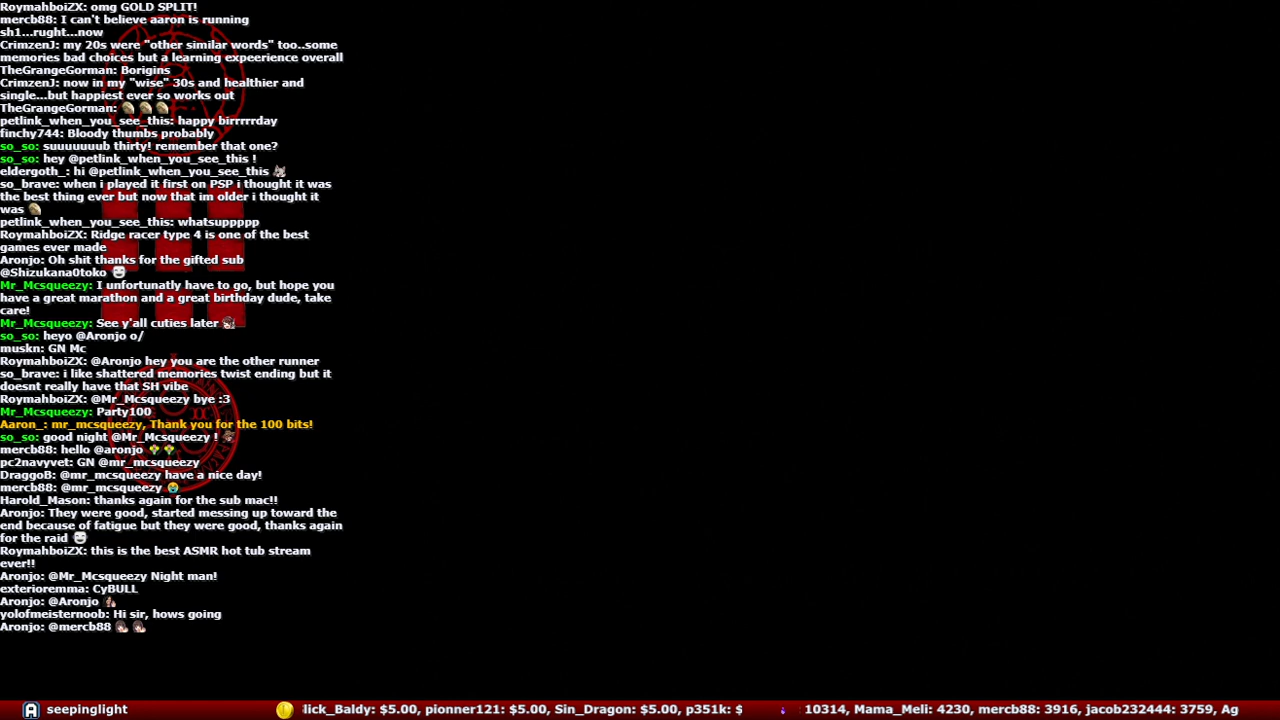 RoymahboiZX: omg GOLD SPLIT!
mercb88: I can't believe aaron is running
sh1...rught...now
CrimzenJ: my 20s were "other similar words" too..some
memories bad choices but a learning expeerience overall
TheGrangeGorman: Borigins
CrimzenJ: now in my "wise" 30s and healthier and
single...but happiest ever so works out
TheGrangeGorman:
petlink_when_you_see_this: happy birrrrrday
finchy744: Bloody thumbs probably
so_so: suuuuuuub thirty! remember that one?
so_so: hey @petlink_when_you_see_this !
eldergoth_: hi @petlink_when_you_see_this
so_brave: when i played it first on PSP i thought it was
the best thing ever but now that im older i thought it
was
petlink_when_you_see_this: whatsuppppp
RoymahboiZX: Ridge racer type 4 is one of the best
games ever made
Aronjo: Oh shit thanks for the gifted sub
@Shizukana0toko
Mr_Mcsqueezy: I unfortunatly have to go, but hope you
have a great marathon and a great birthday dude, take
care!
Mr_Mcsqueezy: See y'all cuties later
so_so: heyo @Aronjo o/
muskn: GN Mc
RoymahboiZX: @Aronjo hey you are the other runner
so_brave: i like shattered memories twist ending but it
doesnt really have that SH vibe
RoymahboiZX: @Mr_Mcsqueezy bye :3
Mr_Mcsqueezy: Party100
Aaron_: mr_mcsqueezy, Thank you for the 100 bits!
so_so: good night @Mr_Mcsqueezy !
mercb88: hello @aronjo
pc2navyvet: GN @mr_mcsqueezy
DraggoB: @mr_mcsqueezy have a nice day!
mercb88: @mr_mcsqueezy
Harold_Mason: thanks again for the sub mac!!
Aronjo: They were good, started messing up toward the
end because of fatigue but they were good, thanks again
for the raid
RoymahboiZX: this is the best ASMR hot tub stream
ever!!
Aronjo: @Mr_Mcsqueezy Night man!
exterioremma: CyBULL
Aronjo: @Aronjo
yolofmeisternoob: Hi sir, hows going
Aronjo: @mercb88
A seepinglight lick_Baldy: $5.00, pionner121: $5.00, Sin_Dragon: $5.00, p351k: $ 10314, Mama_Meli: 4230, mercb88: 3916, jacob232444: 3759, Ag